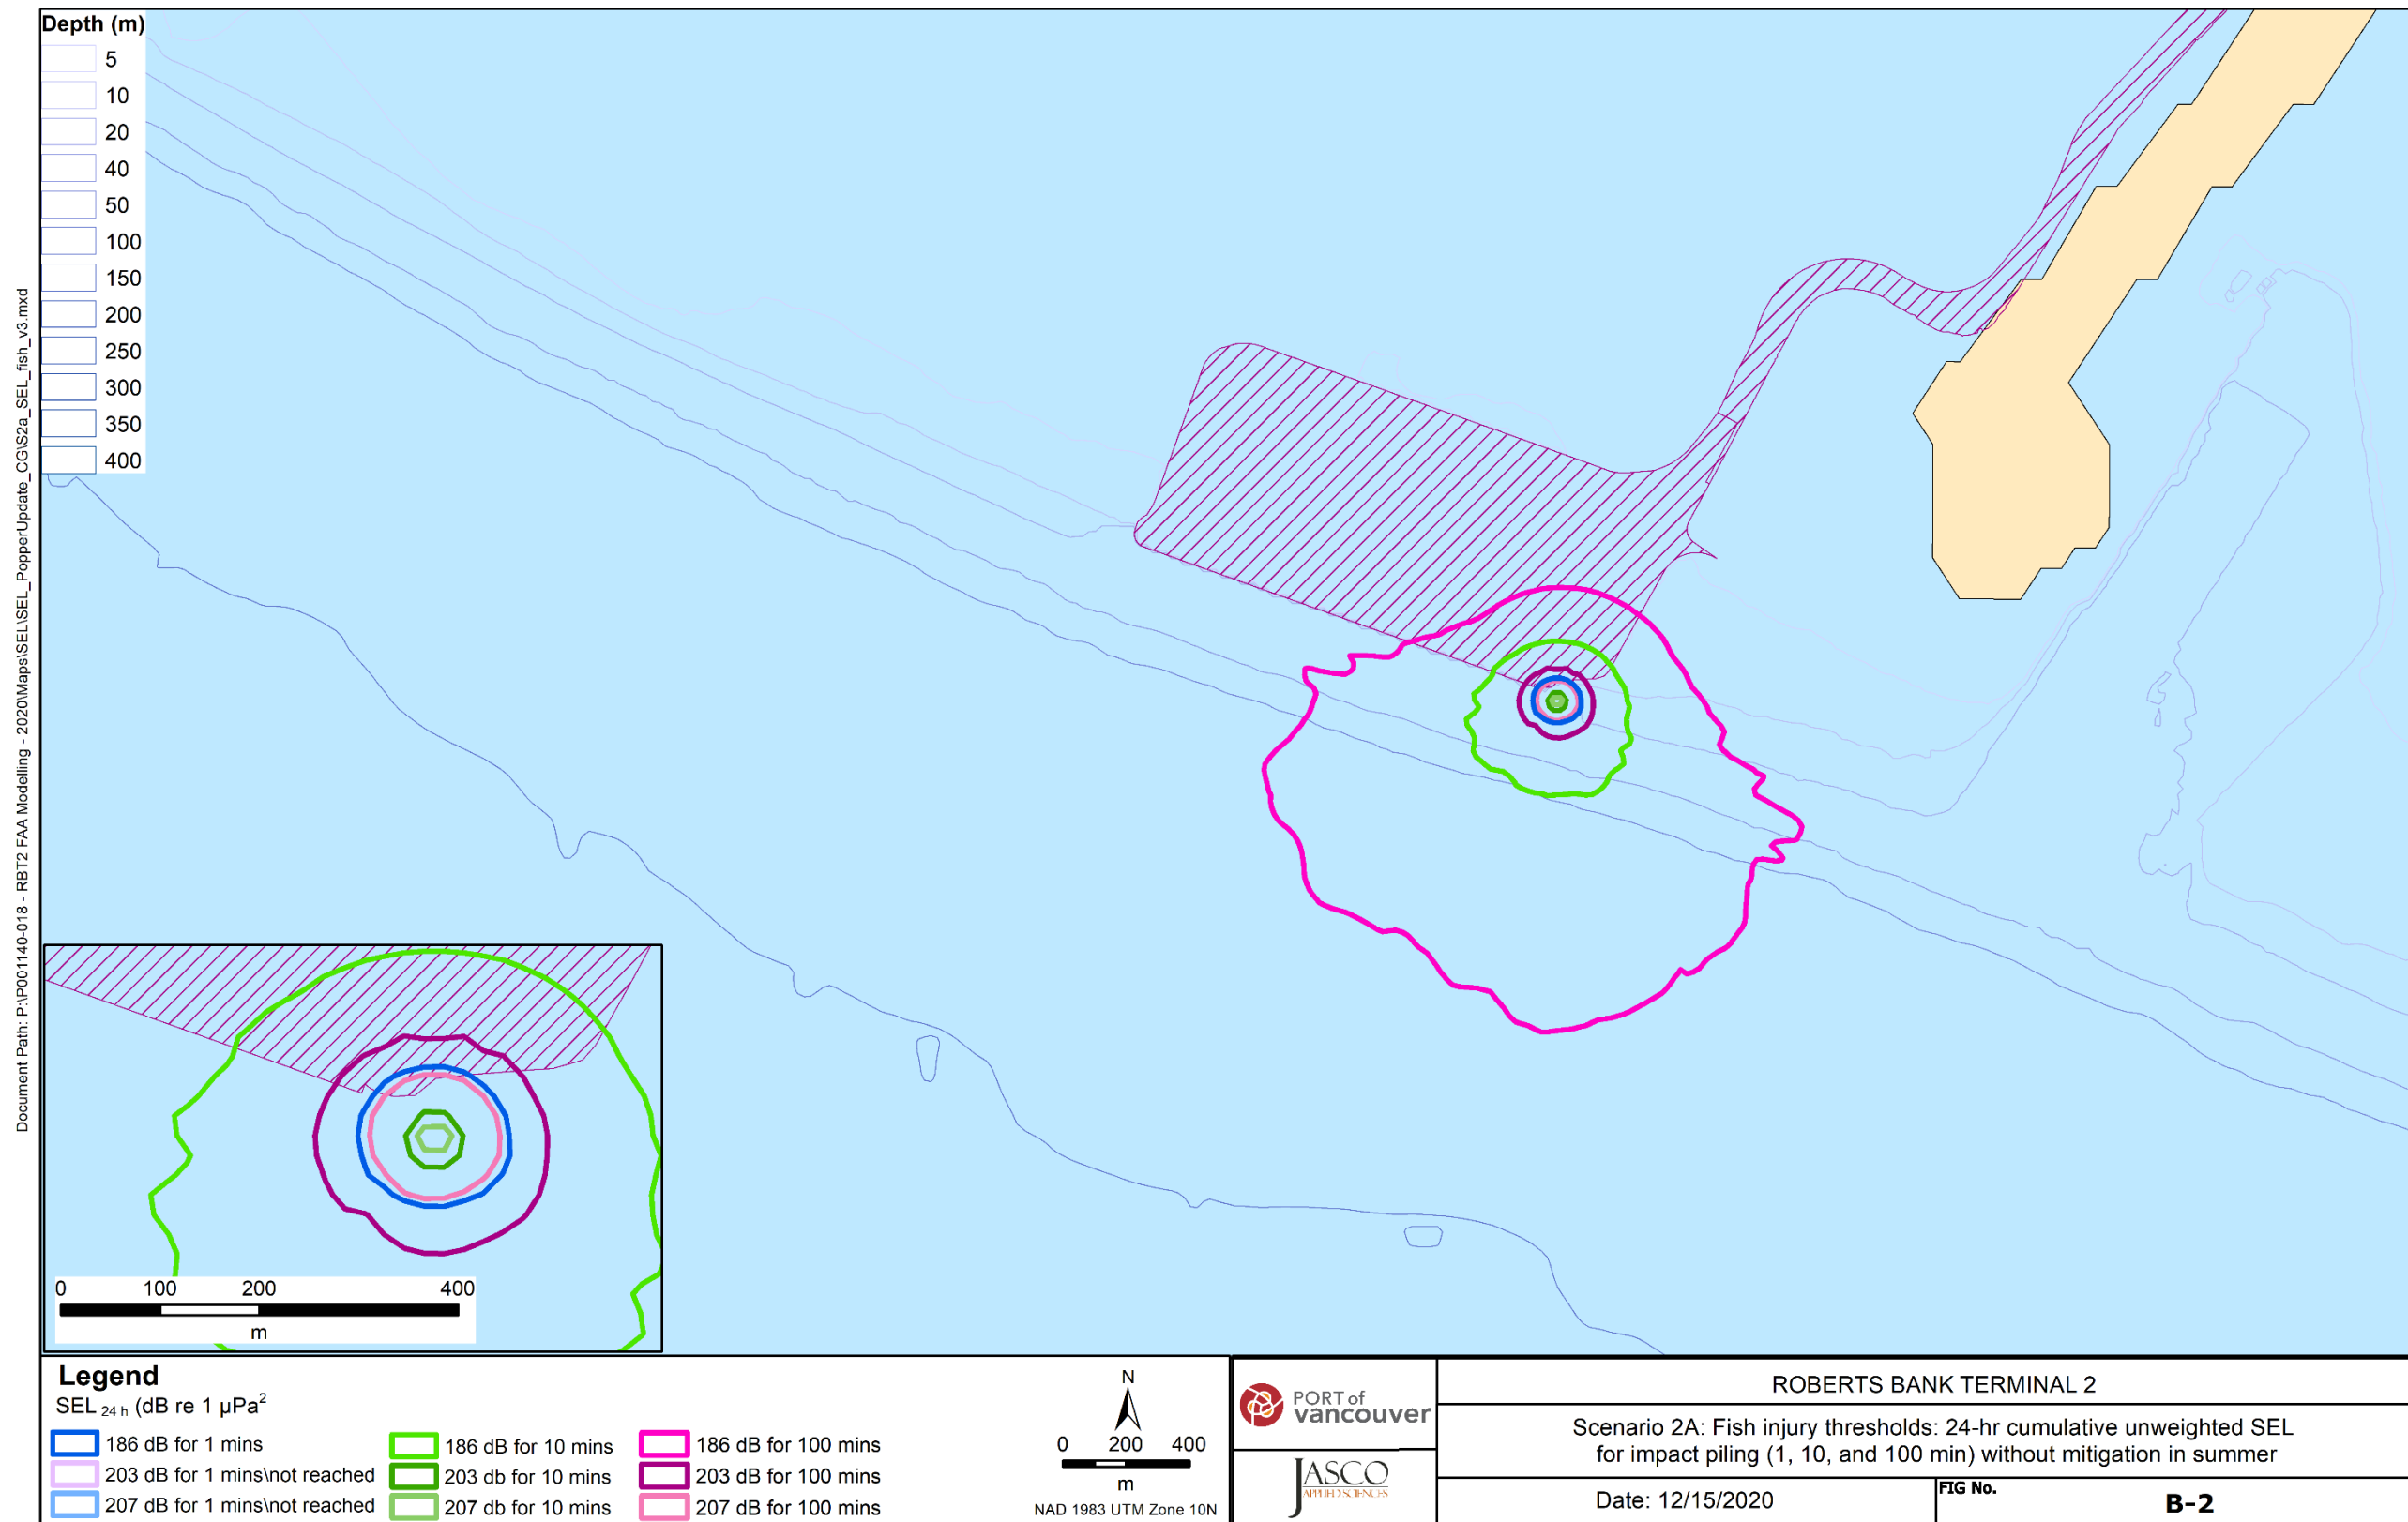 Depth (m)
5
10
20
40
50
100
150
200
250
300
350
400
Document Path: P:\P001140-018 - RBT2 FAA Modelling - 2020\Maps\SEL\SEL_PopperUpdate_CG\S2a_SEL_fish_v3.mxd
0 100 200 400
m
Legend
SEL 24 h (dB re 1 µPa²
186 dB for 1 mins
203 dB for 1 mins\not reached
207 dB for 1 mins\not reached
186 dB for 10 mins
203 db for 10 mins
207 db for 10 mins
186 dB for 100 mins
203 dB for 100 mins
207 dB for 100 mins
N
0 200 400
m
NAD 1983 UTM Zone 10N
PORT of
vancouver
JASCO
APPLIED SCIENCES
ROBERTS BANK TERMINAL 2
Scenario 2A: Fish injury thresholds: 24-hr cumulative unweighted SEL
for impact piling (1, 10, and 100 min) without mitigation in summer
Date: 12/15/2020
FIG No.
B-2